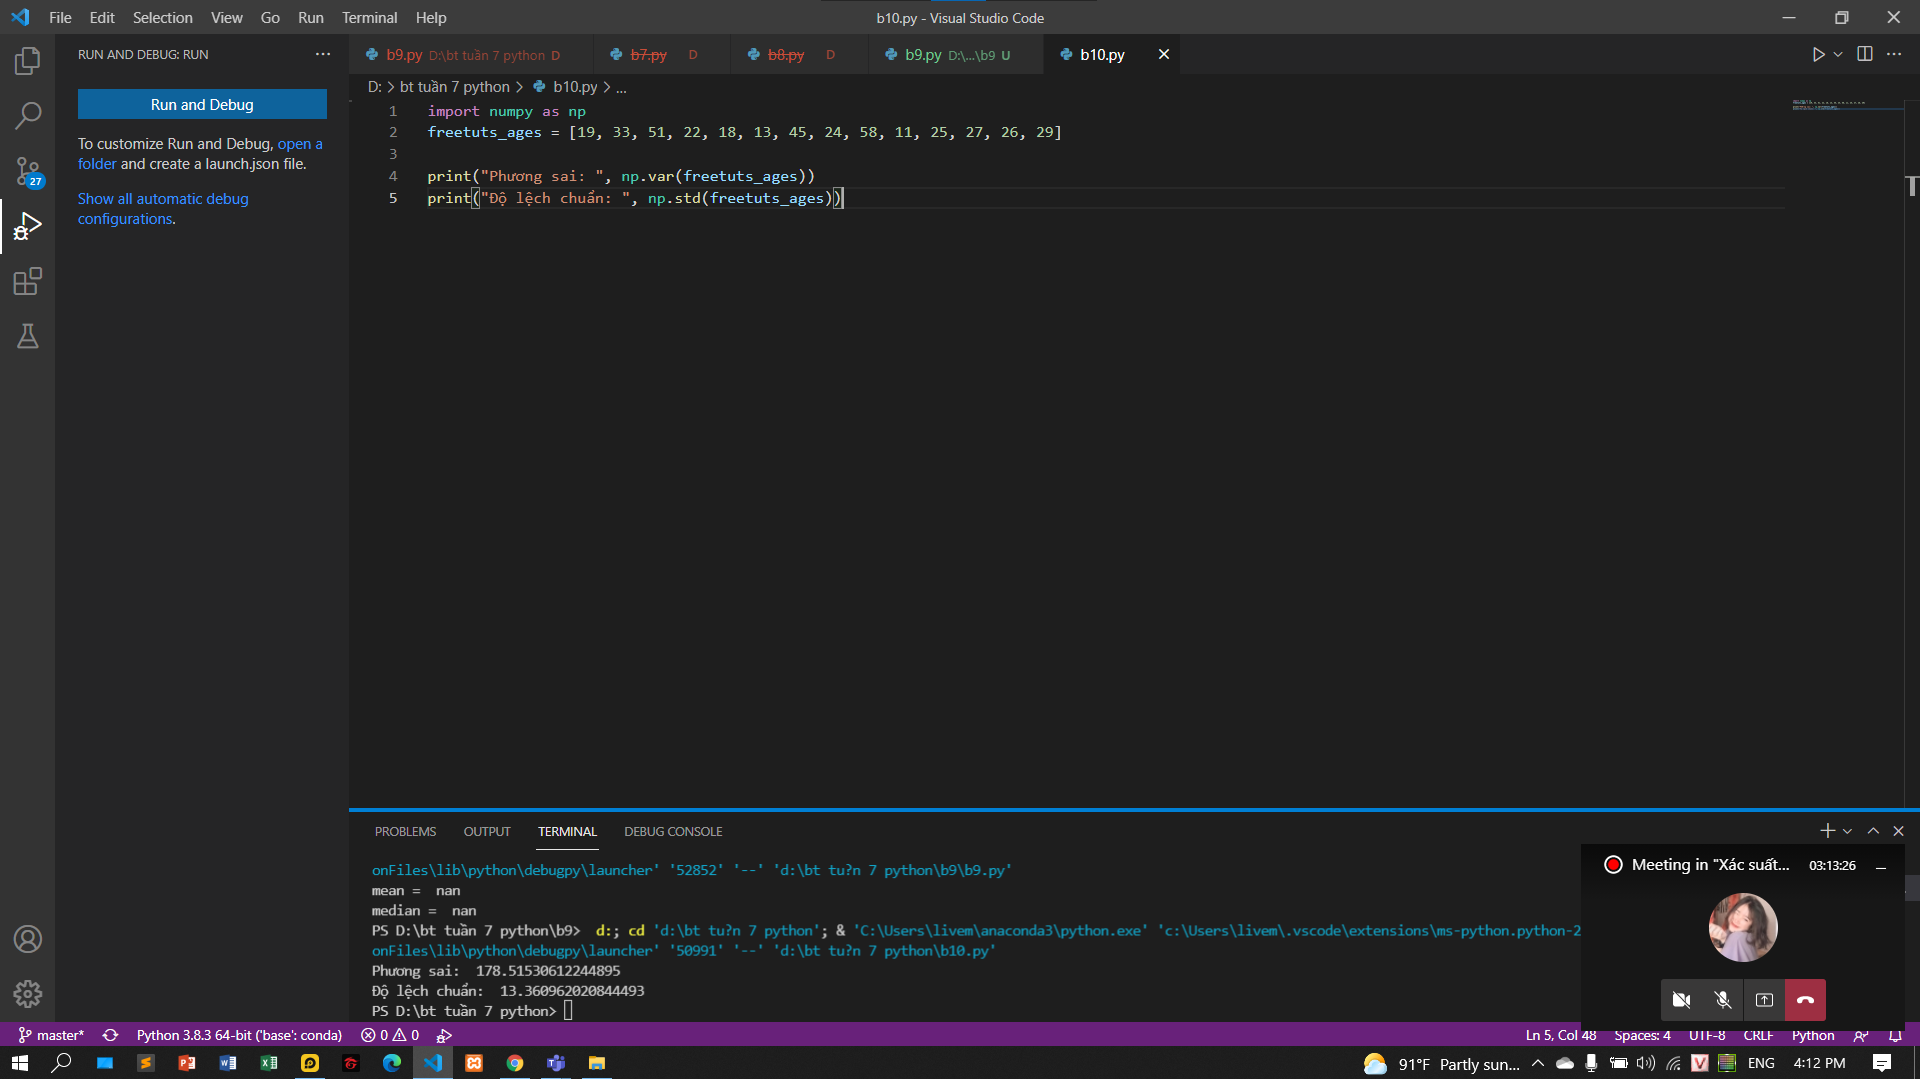 File Edit Selection View Go Run Terminal Help
b10.py - Visual Studio Code
RUN AND DEBUG: RUN
b9.py D:\bt tuần 7 python D
b7.py D
b8.py D
b9.py D:\...\b9 U
b10.py
D: > bt tuần 7 python > b10.py > ...
Run and Debug
To customize Run and Debug, open a
folder and create a launch.json file.
Show all automatic debug
configurations.
27
1 import numpy as np
2 freetuts_ages = [19, 33, 51, 22, 18, 13, 45, 24, 58, 11, 25, 27, 26, 29]
3
4 print("Phương sai: ", np.var(freetuts_ages))
5 print("Độ lệch chuẩn: ", np.std(freetuts_ages))
PROBLEMS OUTPUT TERMINAL DEBUG CONSOLE
onFiles\lib\python\debugpy\launcher' '52852' '--' 'd:\bt tu?n 7 python\b9\b9.py'
mean =  nan
median =  nan
PS D:\bt tuần 7 python\b9>  d:; cd 'd:\bt tu?n 7 python'; & 'C:\Users\livem\anaconda3\python.exe' 'c:\Users\livem\.vscode\extensions\ms-python.python-2
onFiles\lib\python\debugpy\launcher' '50991' '--' 'd:\bt tu?n 7 python\b10.py'
Phương sai:  178.51530612244895
Độ lệch chuẩn:  13.360962020844493
PS D:\bt tuần 7 python>
Meeting in "Xác suất... 03:13:26
master* Python 3.8.3 64-bit ('base': conda) 0 0
Ln 5, Col 48 Spaces: 4 UTF-8 CRLF Python
91°F Partly sun... ENG 4:12 PM